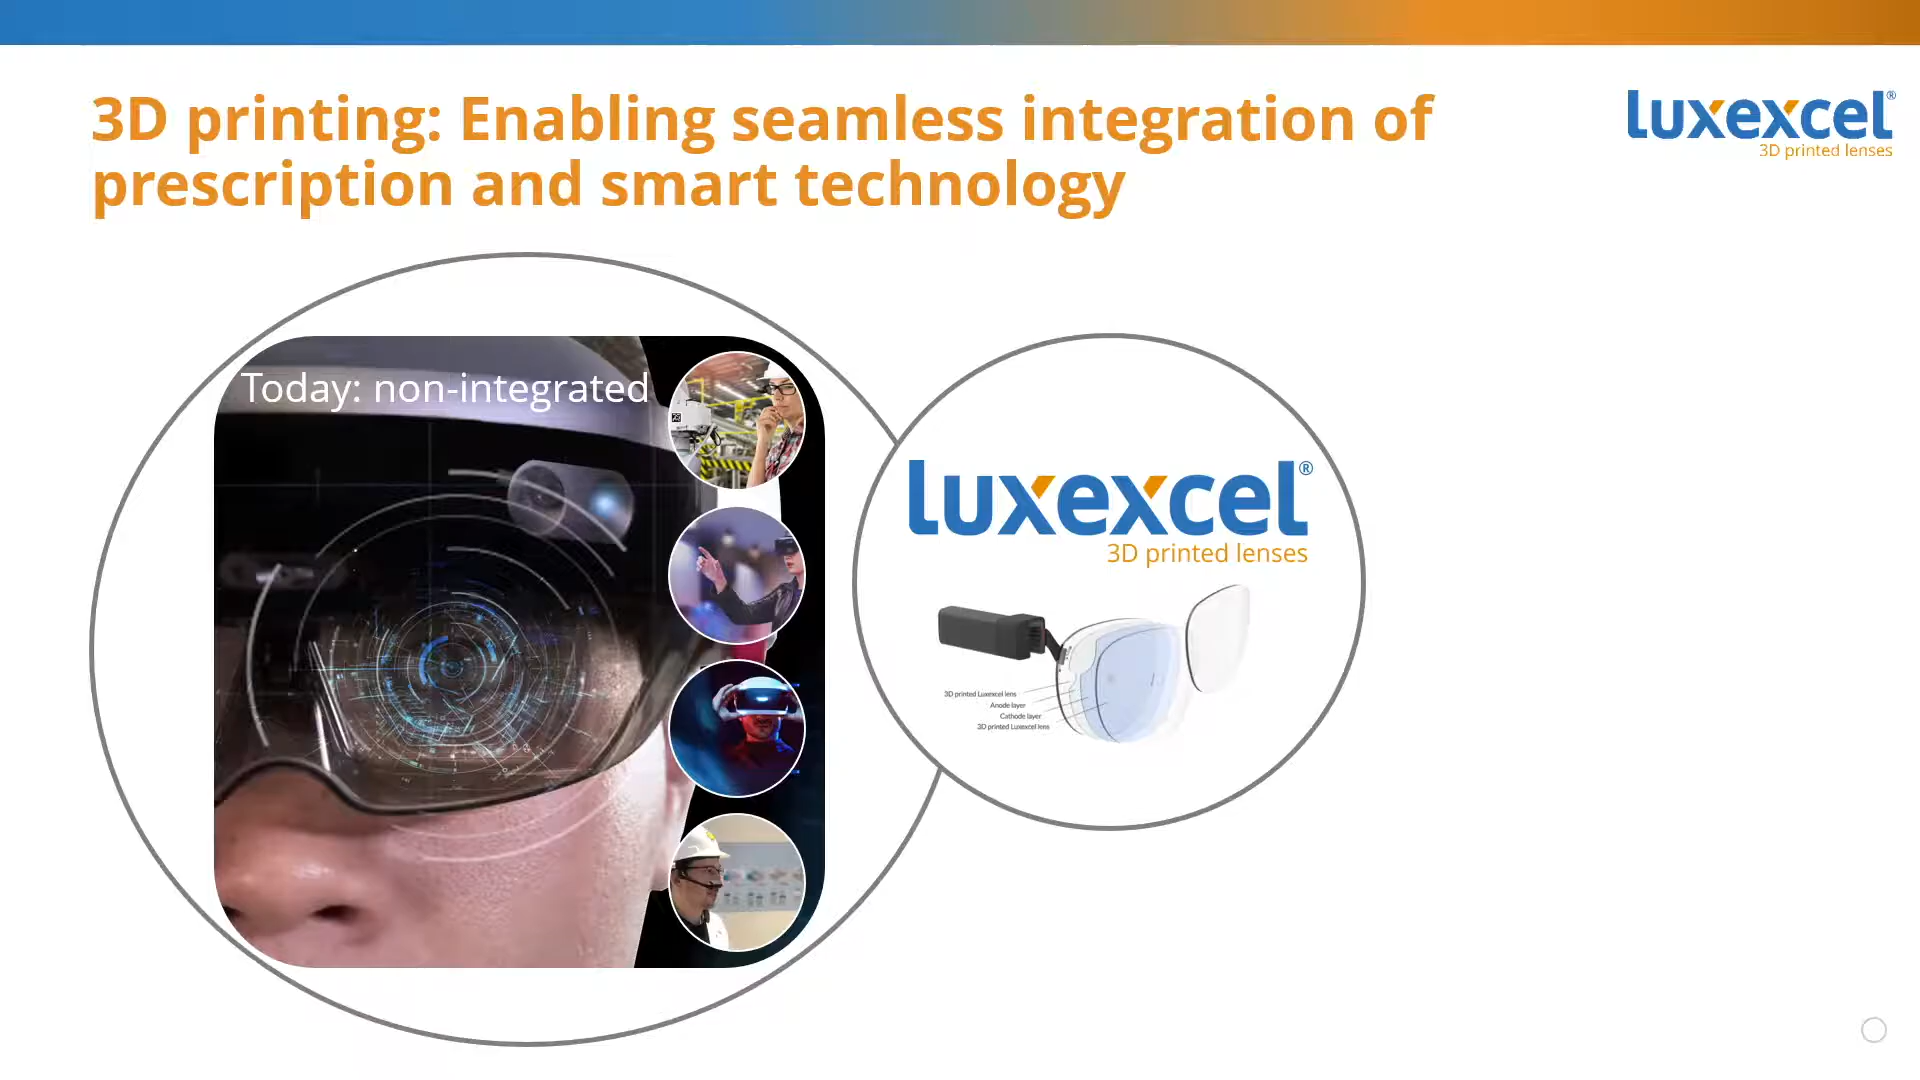 3D printing: Enabling seamless integration of
prescription and smart technology
luxexcel®
3D printed lenses
Today: non-integrated
luxexcel®
3D printed lenses
3D printed Luxexcel lens
Anode layer
Cathode layer
3D printed Luxexcel lens